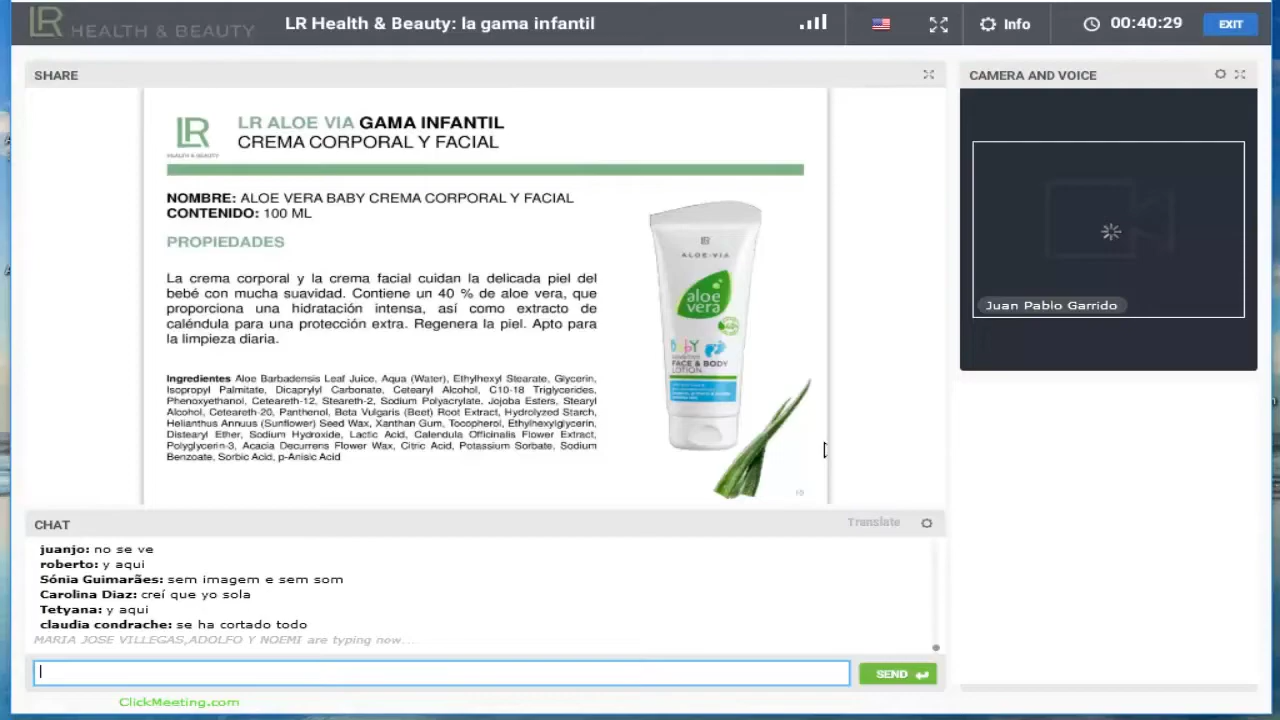 LR HEALTH & BEAUTY
LR Health & Beauty: la gama infantil
Info
00:40:29
EXIT
SHARE
CAMERA AND VOICE
LR
HEALTH & BEAUTY
LR ALOE VIA GAMA INFANTIL
CREMA CORPORAL Y FACIAL
NOMBRE: ALOE VERA BABY CREMA CORPORAL Y FACIAL
CONTENIDO: 100 ML
PROPIEDADES
La crema corporal y la crema facial cuidan la delicada piel del
bebé con mucha suavidad. Contiene un 40 % de aloe vera, que
proporciona una hidratación intensa, así como extracto de
caléndula para una protección extra. Regenera la piel. Apto para
la limpieza diaria.
Ingredientes Aloe Barbadensis Leaf Juice, Aqua (Water), Ethylhexyl Stearate, Glycerin,
Isopropyl Palmitate, Dicaprylyl Carbonate, Cetearyl Alcohol, C10-18 Triglycerides,
Phenoxyethanol, Ceteareth-12, Steareth-2, Sodium Polyacrylate, Jojoba Esters, Stearyl
Alcohol, Ceteareth-20, Panthenol, Beta Vulgaris (Beet) Root Extract, Hydrolyzed Starch,
Helianthus Annuus (Sunflower) Seed Wax, Xanthan Gum, Tocopherol, Ethylhexylglycerin,
Distearyl Ether, Sodium Hydroxide, Lactic Acid, Calendula Officinalis Flower Extract,
Polyglycerin-3, Acacia Decurrens Flower Wax, Citric Acid, Potassium Sorbate, Sodium
Benzoate, Sorbic Acid, p-Anisic Acid
LR
ALOE VIA
aloe
vera
Baby
FACE & BODY
LOTION
Juan Pablo Garrido
CHAT
Translate
juanjo: no se ve
roberto: y aqui
Sónia Guimarães: sem imagem e sem som
Carolina Diaz: creí que yo sola
Tetyana: y aqui
claudia condrache: se ha cortado todo
MARIA JOSE VILLEGAS,ADOLFO Y NOEMI are typing now...
SEND
ClickMeeting.com